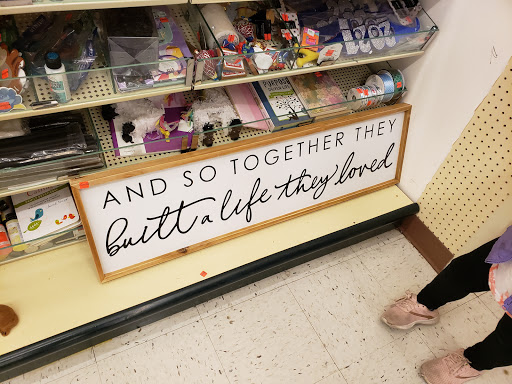 AND SO TOGETHER THEY
built a life they loved